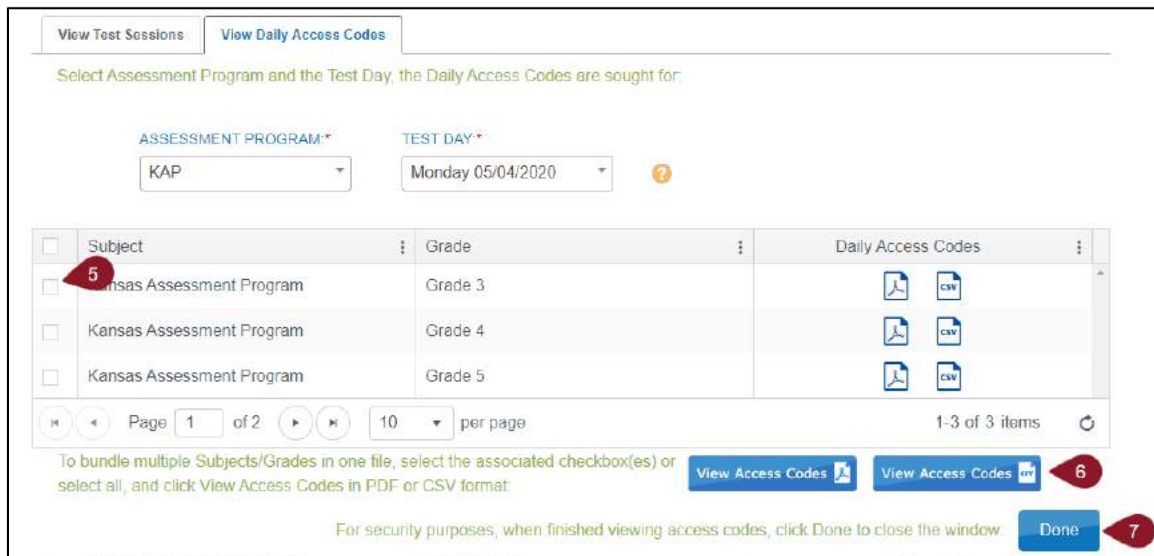 View Test Sessions View Daily Access Codes
Select Assessment Program and the Test Day, the Daily Access Codes are sought for:
ASSESSMENT PROGRAM:* TEST DAY:*
KAP Monday 05/04/2020 ?
Subject Grade Daily Access Codes
5
Kansas Assessment Program Grade 3 CSV
Kansas Assessment Program Grade 4 CSV
Kansas Assessment Program Grade 5 CSV
Page 1 of 2 10 per page 1-3 of 3 items
To bundle multiple Subjects/Grades in one file, select the associated checkbox(es) or
select all, and click View Access Codes in PDF or CSV format:
View Access Codes View Access Codes CSV 6
For security purposes, when finished viewing access codes, click Done to close the window: Done 7